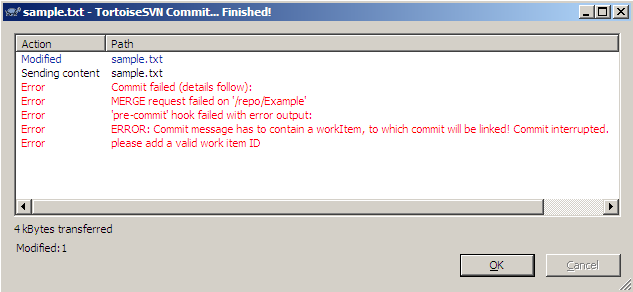 sample.txt - TortoiseSVN Commit... Finished!
Action Path
Modified sample.txt
Sending content sample.txt
Error Commit failed (details follow):
Error MERGE request failed on '/repo/Example'
Error 'pre-commit' hook failed with error output:
Error ERROR: Commit message has to contain a workItem, to which commit will be linked! Commit interrupted.
Error please add a valid work item ID
4 kBytes transferred
Modified:1
OK Cancel